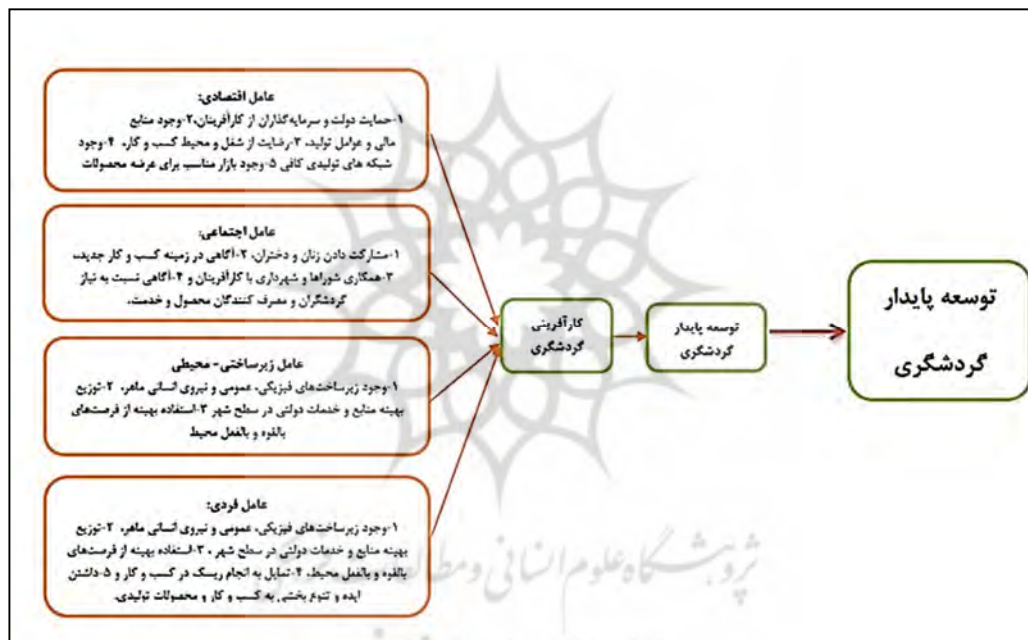 عامل اقتصادی:
۱-حمایت دولت و سرمایه‌گذاران از کارآفرینان، ۲-وجود منابع
مالی و عوامل تولید، ۳-رضایت از شغل و محیط کسب و کار، ۴-وجود
شبکه های تولیدی کافی ۵-وجود بازار مناسب برای عرضه محصولات
عامل اجتماعی:
۱-مشارکت دادن زنان و دختران، ۲-آگاهی در زمینه کسب و کار جدید،
۳-همکاری شوراها و شهرداری با کارآفرینان و ۴-آگاهی نسبت به نیاز
گردشگران و مصرف کنندگان محصول و خدمت.
عامل زیرساختی- محیطی
۱-وجود زیرساخت‌های فیزیکی، عمومی و نیروی انسانی ماهر، ۲-توزیع
بهینه منابع و خدمات دولتی در سطح شهر ۳-استفاده بهینه از فرصت‌های
بالقوه و بالفعل محیط
عامل فردی:
۱-وجود زیرساخت‌های فیزیکی، عمومی و نیروی انسانی ماهر، ۲-توزیع
بهینه منابع و خدمات دولتی در سطح شهر ، ۳-استفاده بهینه از فرصت‌های
بالقوه و بالفعل محیط، ۴-تمایل به انجام ریسک در کسب و کار و ۵-داشتن
ایده و تنوع بخشی به کسب و کار و محصولات تولیدی.
کارآفرینی
گردشگری
توسعه پایدار
گردشگری
توسعه پایدار
گردشگری
پژوهشگاه علوم انسانی و مطالعات